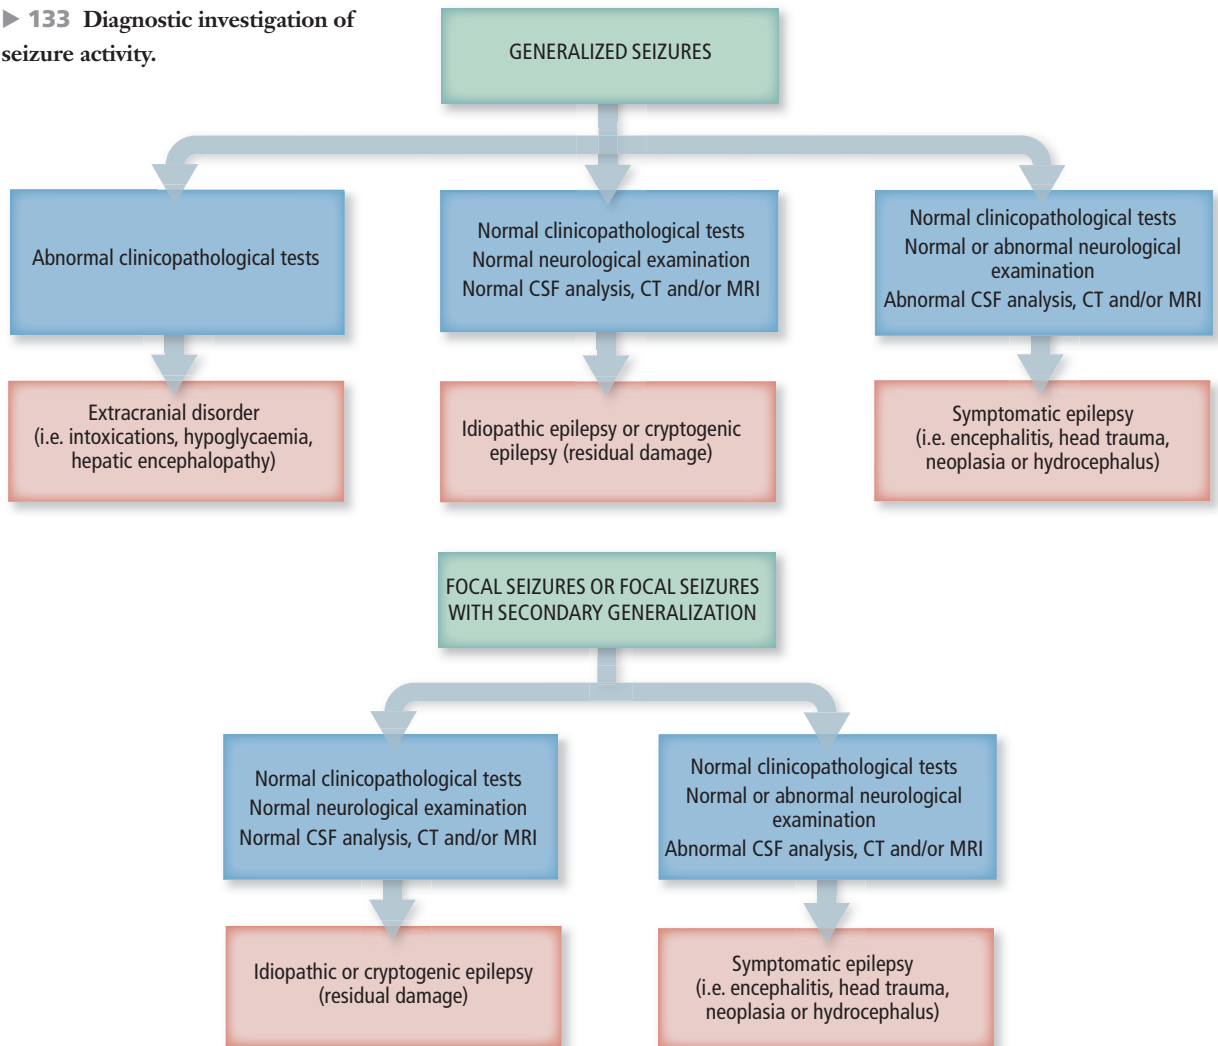 ▶ 133 Diagnostic investigation of
seizure activity.
GENERALIZED SEIZURES
Abnormal clinicopathological tests
Normal clinicopathological tests
Normal neurological examination
Normal CSF analysis, CT and/or MRI
Normal clinicopathological tests
Normal or abnormal neurological
examination
Abnormal CSF analysis, CT and/or MRI
Extracranial disorder
(i.e. intoxications, hypoglycaemia,
hepatic encephalopathy)
Idiopathic epilepsy or cryptogenic
epilepsy (residual damage)
Symptomatic epilepsy
(i.e. encephalitis, head trauma,
neoplasia or hydrocephalus)
FOCAL SEIZURES OR FOCAL SEIZURES
WITH SECONDARY GENERALIZATION
Normal clinicopathological tests
Normal neurological examination
Normal CSF analysis, CT and/or MRI
Normal clinicopathological tests
Normal or abnormal neurological
examination
Abnormal CSF analysis, CT and/or MRI
Idiopathic or cryptogenic epilepsy
(residual damage)
Symptomatic epilepsy
(i.e. encephalitis, head trauma,
neoplasia or hydrocephalus)